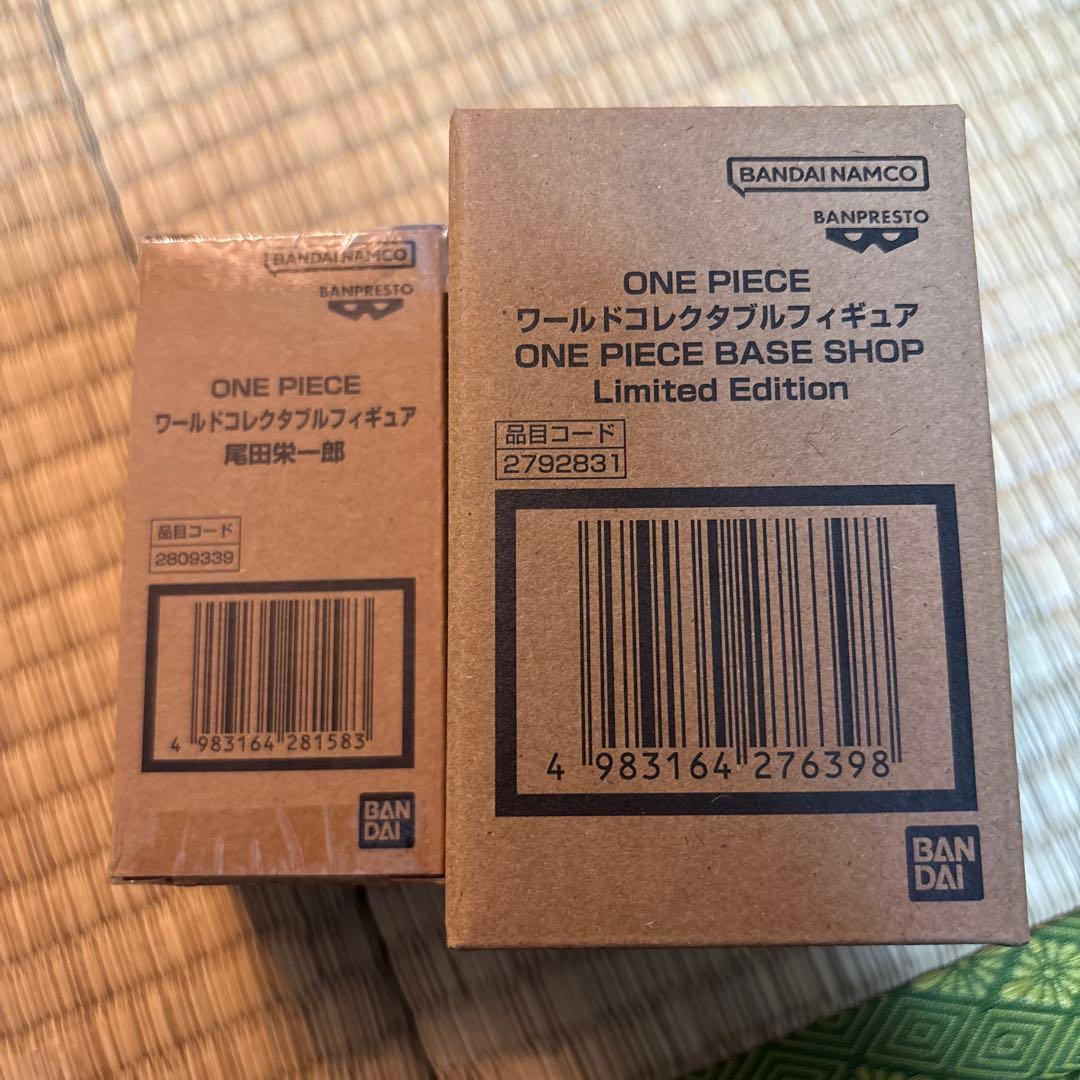 BANDAI NAMCO
BANPRESTO
ONE PIECE
ワールドコレクタブルフィギュア
尾田栄一郎
品目コード
2809339
4 983164 281583
BAN
DAI
BANDAI NAMCO
BANPRESTO
ONE PIECE
ワールドコレクタブルフィギュア
ONE PIECE BASE SHOP
Limited Edition
品目コード
2792831
4 983164 276398
BAN
DAI